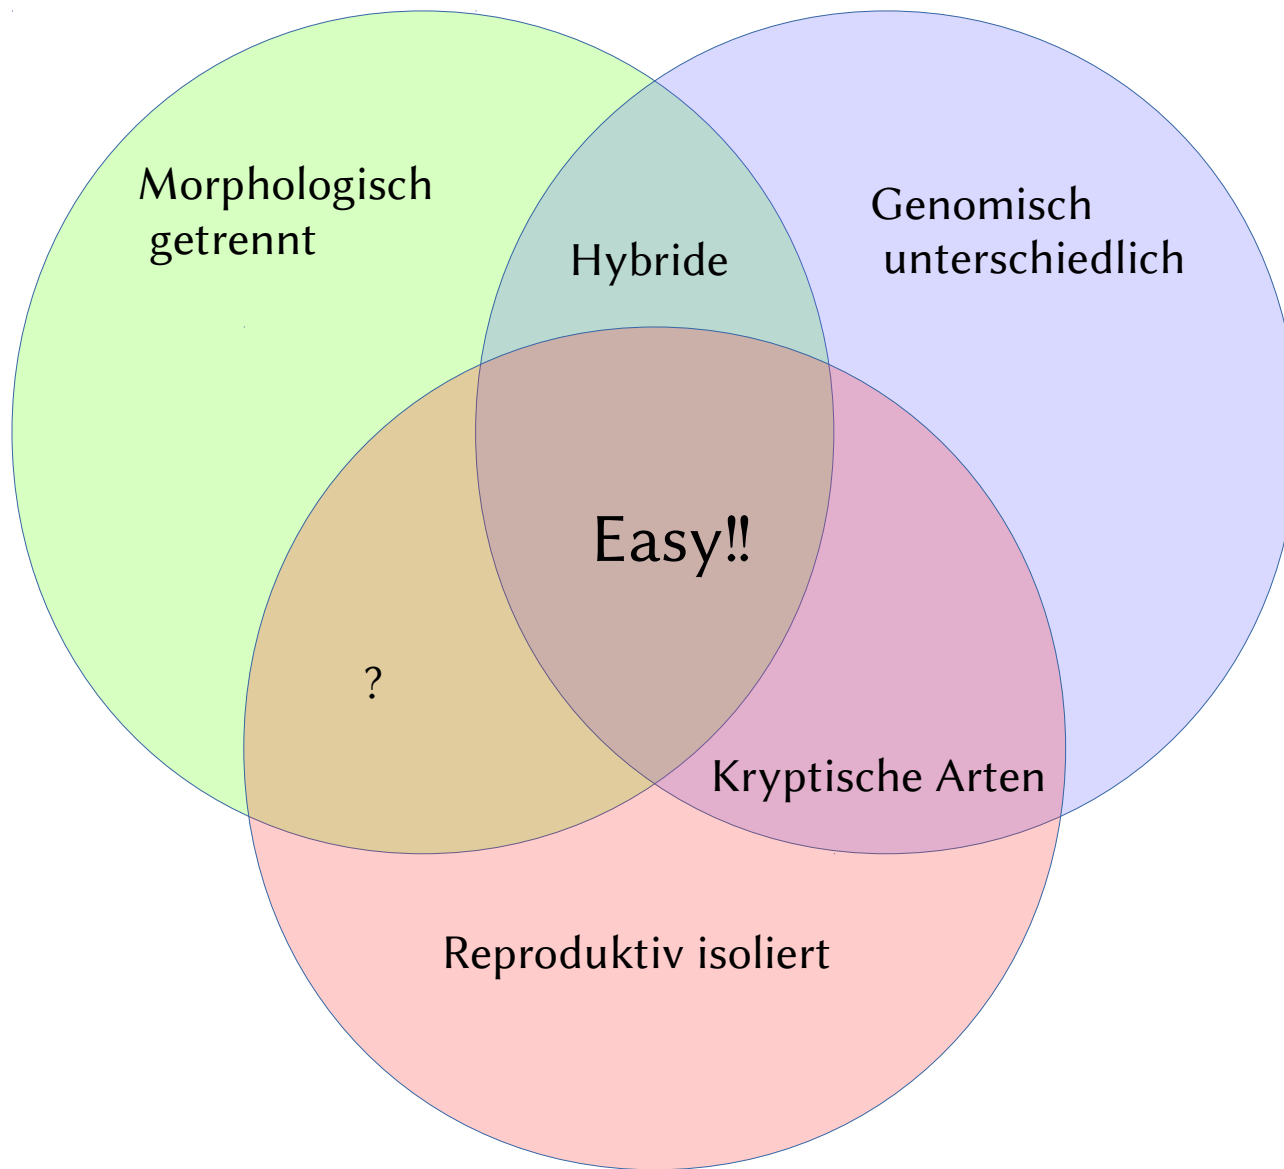 Morphologisch
getrennt
Genomisch
unterschiedlich
Hybride
Easy!!
?
Kryptische Arten
Reproduktiv isoliert